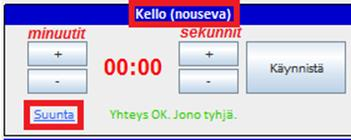 Kello (nouseva)
minuutit sekunnit
+ +
00:00 Käynnistä
- -
Suunta Yhteys OK. Jono tyhjä.